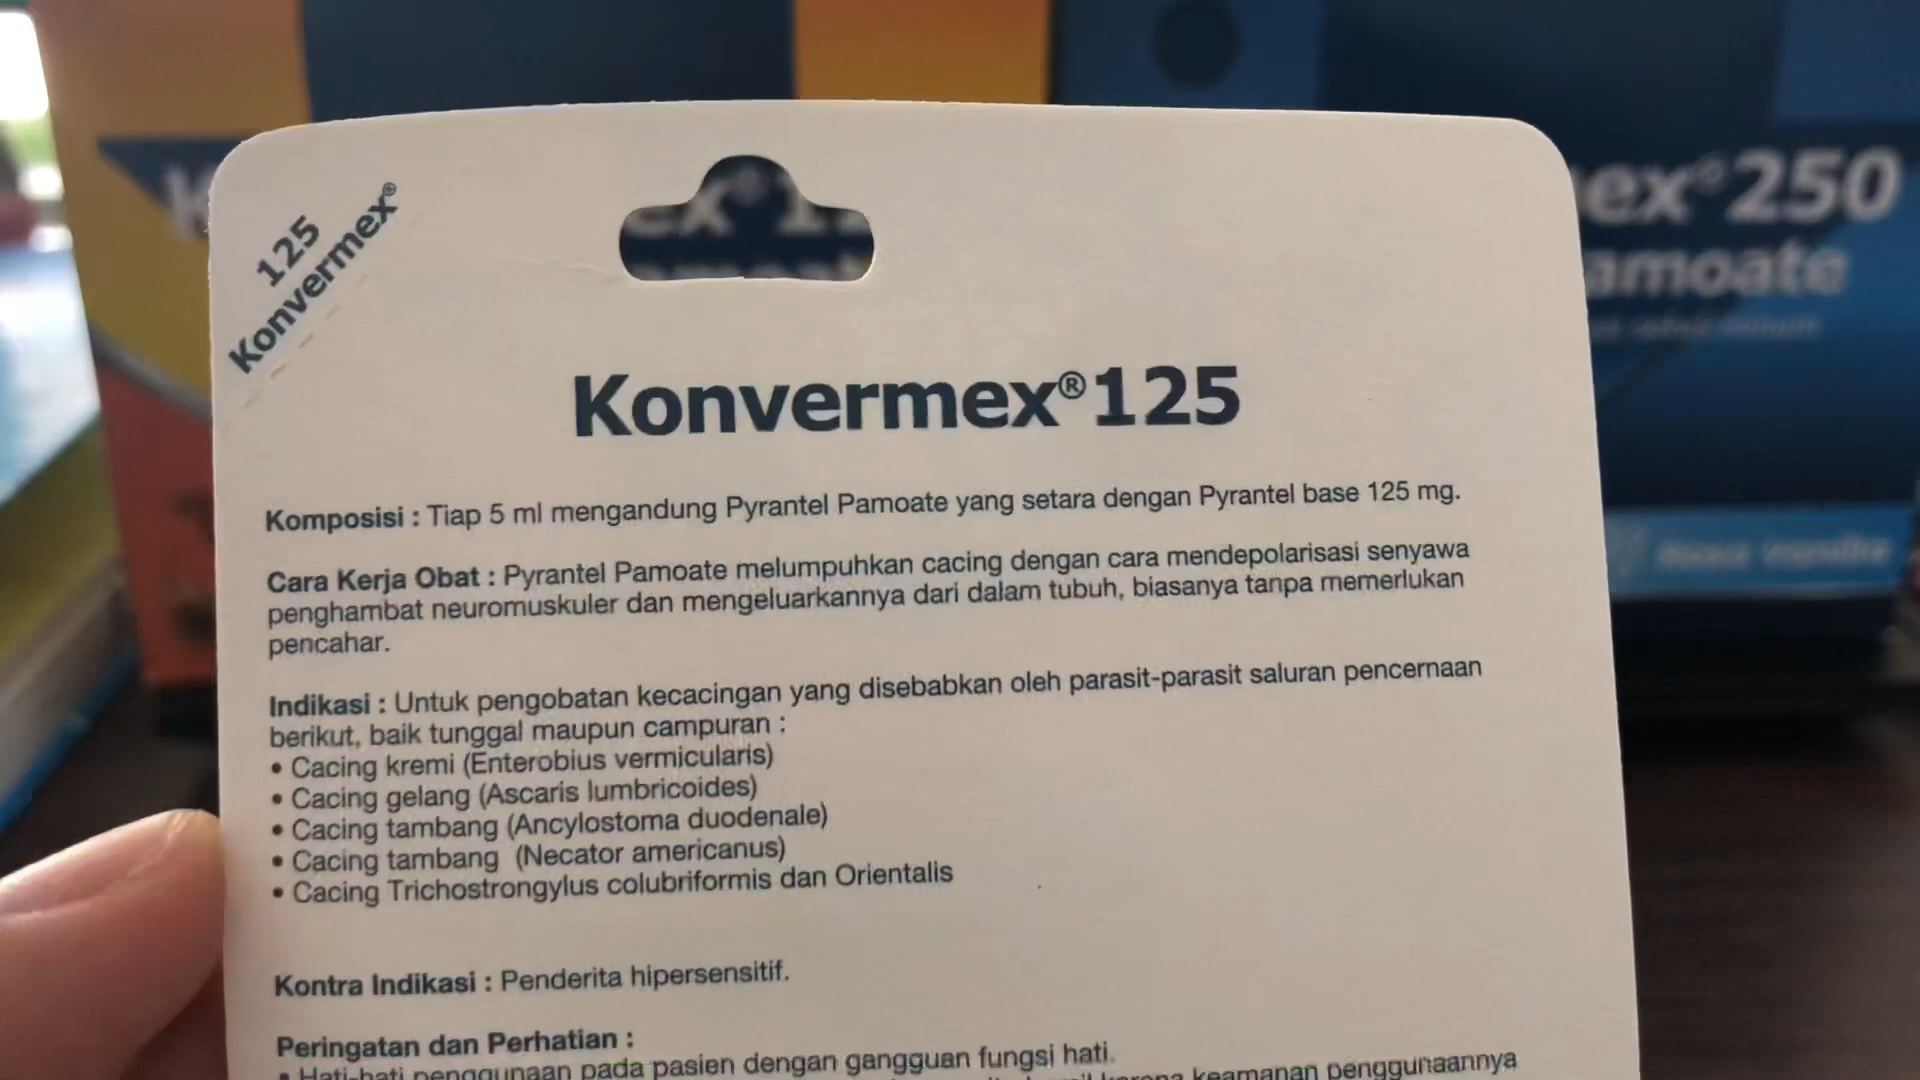 125
Konvermex®
Konvermex®125
Komposisi : Tiap 5 ml mengandung Pyrantel Pamoate yang setara dengan Pyrantel base 125 mg.
Cara Kerja Obat : Pyrantel Pamoate melumpuhkan cacing dengan cara mendepolarisasi senyawa
penghambat neuromuskuler dan mengeluarkannya dari dalam tubuh, biasanya tanpa memerlukan
pencahar.
Indikasi : Untuk pengobatan kecacingan yang disebabkan oleh parasit-parasit saluran pencernaan
berikut, baik tunggal maupun campuran :
• Cacing kremi (Enterobius vermicularis)
• Cacing gelang (Ascaris lumbricoides)
• Cacing tambang (Ancylostoma duodenale)
• Cacing tambang (Necator americanus)
• Cacing Trichostrongylus colubriformis dan Orientalis
Kontra Indikasi : Penderita hipersensitif.
Peringatan dan Perhatian :
• Hati-hati penggunaan pada pasien dengan gangguan fungsi hati.
karena keamanan penggunaannya
ex®250
amoate